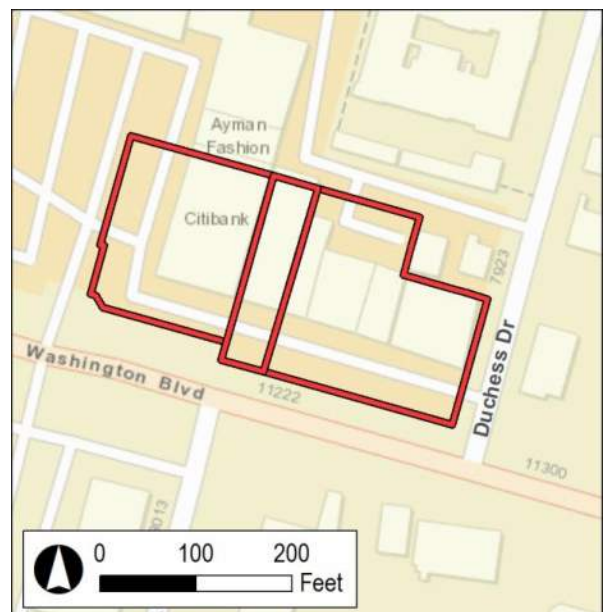 Ayman
Fashion
Citibank
7923
Duchess Dr
Washington Blvd
11222
11300
0 100 200
Feet